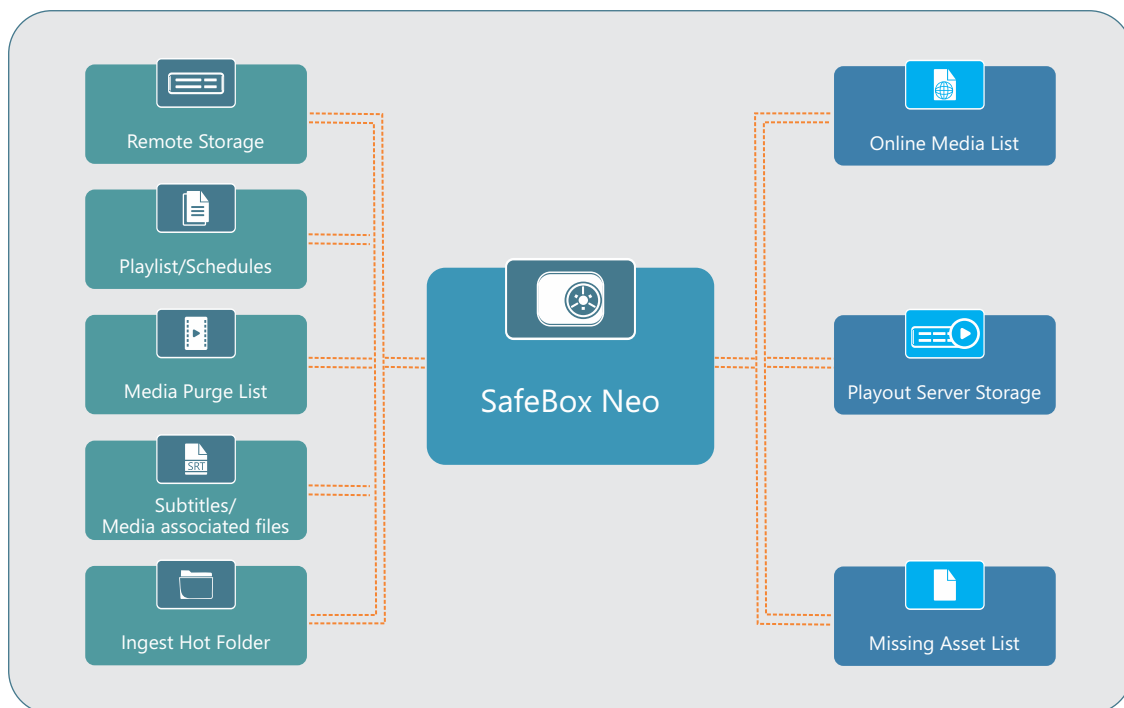 Remote Storage
Playlist/Schedules
Media Purge List
SRT
Subtitles/
Media associated files
Ingest Hot Folder
SafeBox Neo
Online Media List
Playout Server Storage
Missing Asset List